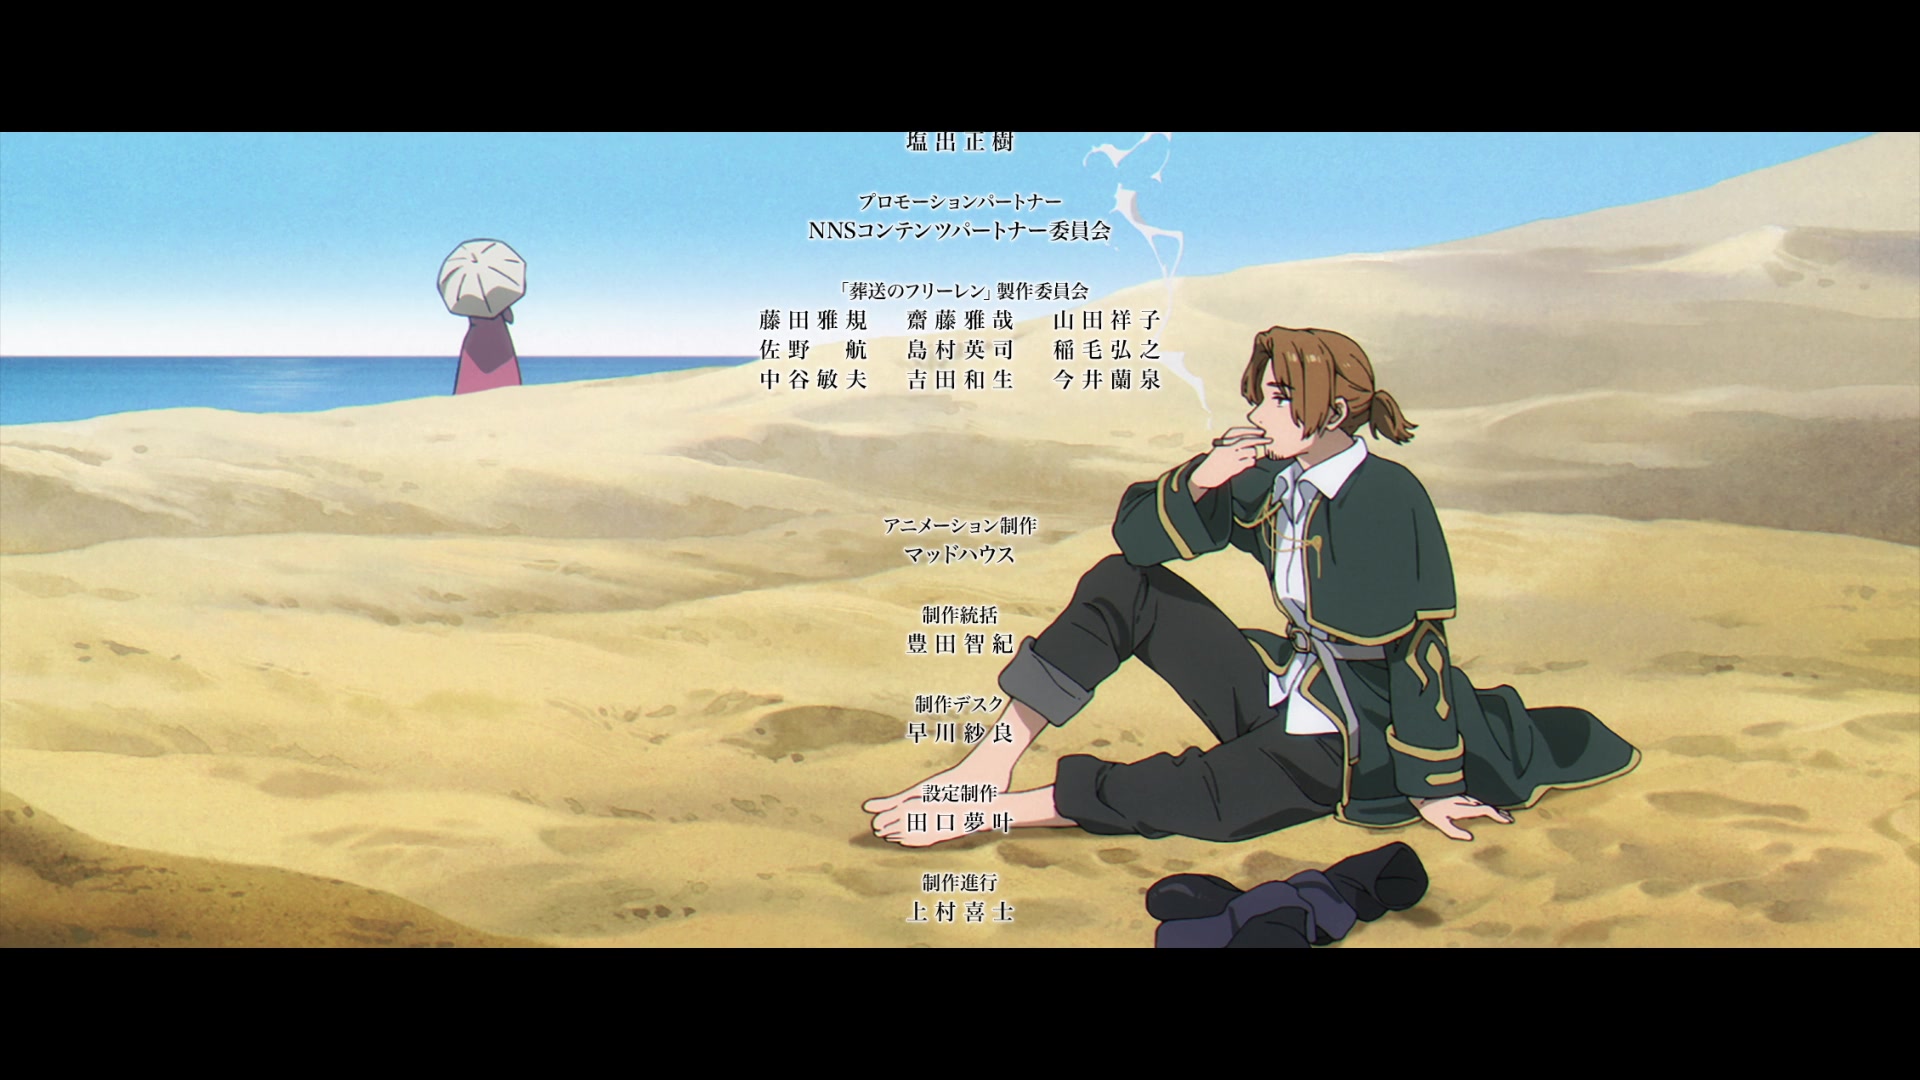 塩出正樹
プロモーションパートナー
NNSコンテンツパートナー委員会
「葬送のフリーレン」製作委員会
藤田雅規 齋藤雅哉 山田祥子
佐野 航 島村英司 稲毛弘之
中谷敏夫 吉田和生 今井蘭泉
アニメーション制作
マッドハウス
制作統括
豊田智紀
制作デスク
早川紗良
設定制作
田口夢叶
制作進行
上村喜士